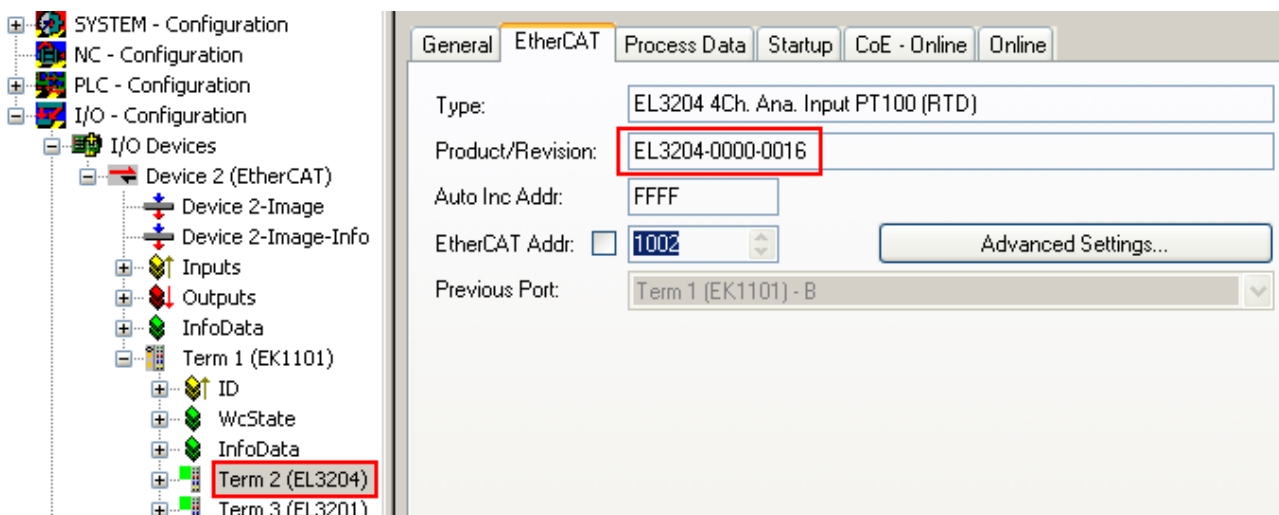 SYSTEM - Configuration
NC - Configuration
PLC - Configuration
I/O - Configuration
I/O Devices
Device 2 (EtherCAT)
Device 2-Image
Device 2-Image-Info
Inputs
Outputs
InfoData
Term 1 (EK1101)
ID
WcState
InfoData
Term 2 (EL3204)
Term 3 (EL3201)
General EtherCAT Process Data Startup CoE - Online Online
Type: EL3204 4Ch. Ana. Input PT100 (RTD)
Product/Revision: EL3204-0000-0016
Auto Inc Addr: FFFF
EtherCAT Addr: 1002 Advanced Settings...
Previous Port: Term 1 (EK1101) - B